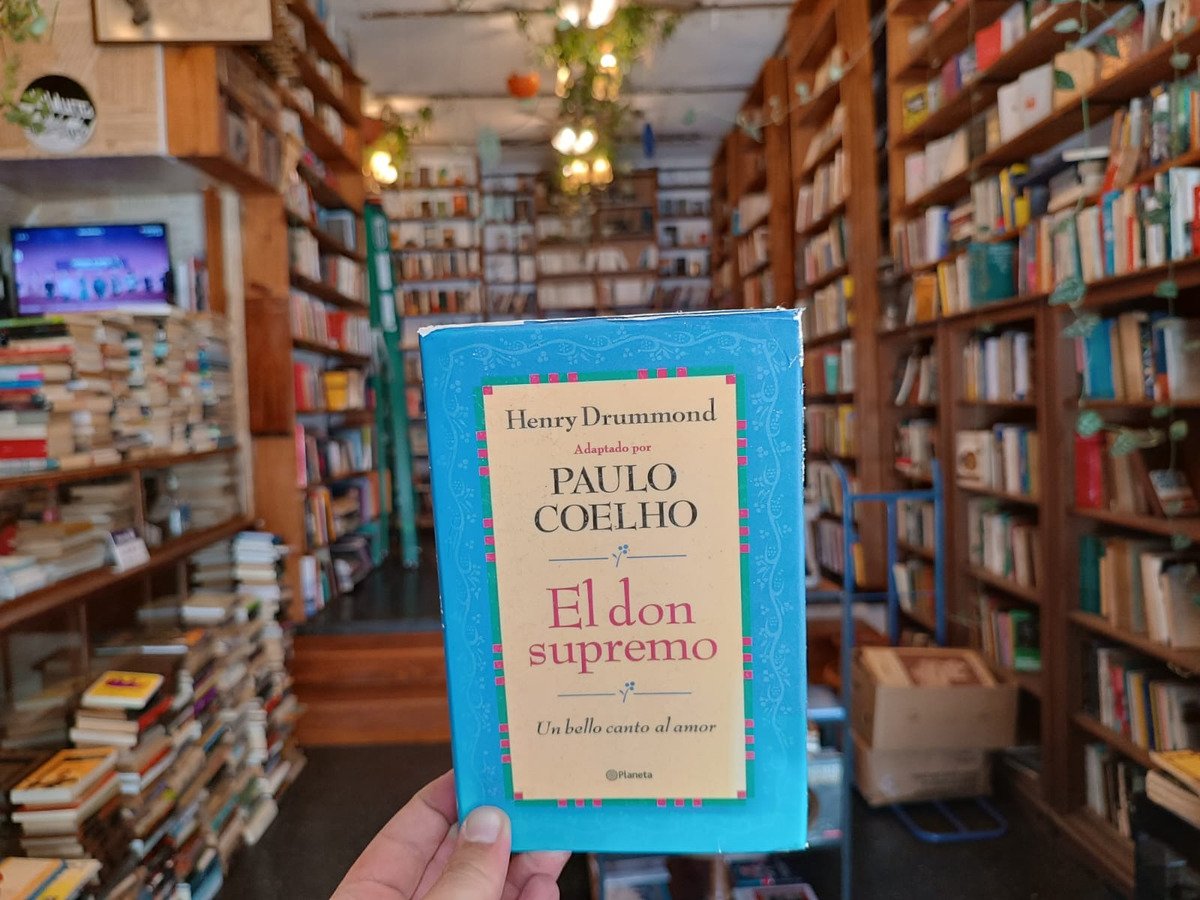 Henry Drummond
Adaptado por
PAULO
COELHO
El don
supremo
Un bello canto al amor
Planeta